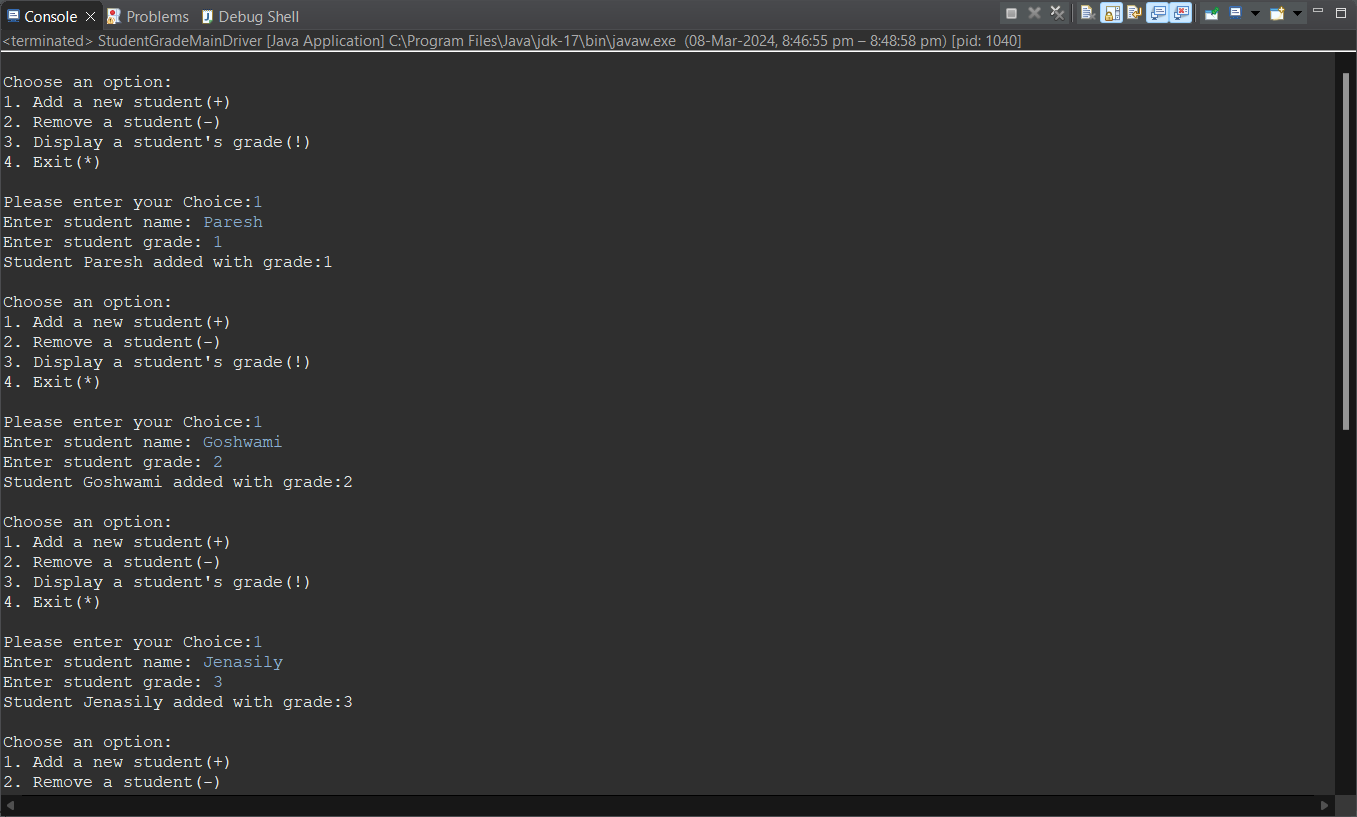 Console Problems Debug Shell
<terminated> StudentGradeMainDriver [Java Application] C:\Program Files\Java\jdk-17\bin\javaw.exe (08-Mar-2024, 8:46:55 pm – 8:48:58 pm) [pid: 1040]
Choose an option:
1. Add a new student(+)
2. Remove a student(-)
3. Display a student's grade(!)
4. Exit(*)
Please enter your Choice:1
Enter student name: Paresh
Enter student grade: 1
Student Paresh added with grade:1
Choose an option:
1. Add a new student(+)
2. Remove a student(-)
3. Display a student's grade(!)
4. Exit(*)
Please enter your Choice:1
Enter student name: Goshwami
Enter student grade: 2
Student Goshwami added with grade:2
Choose an option:
1. Add a new student(+)
2. Remove a student(-)
3. Display a student's grade(!)
4. Exit(*)
Please enter your Choice:1
Enter student name: Jenasily
Enter student grade: 3
Student Jenasily added with grade:3
Choose an option:
1. Add a new student(+)
2. Remove a student(-)